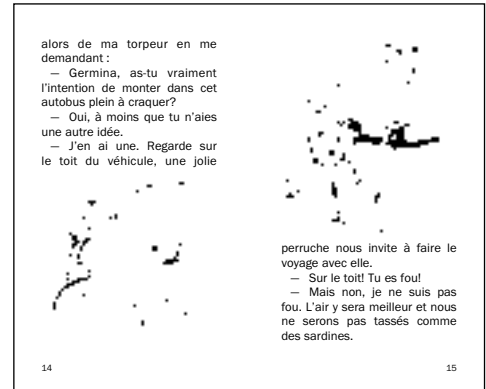 alors de ma torpeur en me
demandant :
— Germina, as-tu vraiment
l'intention de monter dans cet
autobus plein à craquer?
— Oui, à moins que tu n'aies
une autre idée.
— J'en ai une. Regarde sur
le toit du véhicule, une jolie
14
perruche nous invite à faire le
voyage avec elle.
— Sur le toit! Tu es fou!
— Mais non, je ne suis pas
fou. L'air y sera meilleur et nous
ne serons pas tassés comme
des sardines.
15